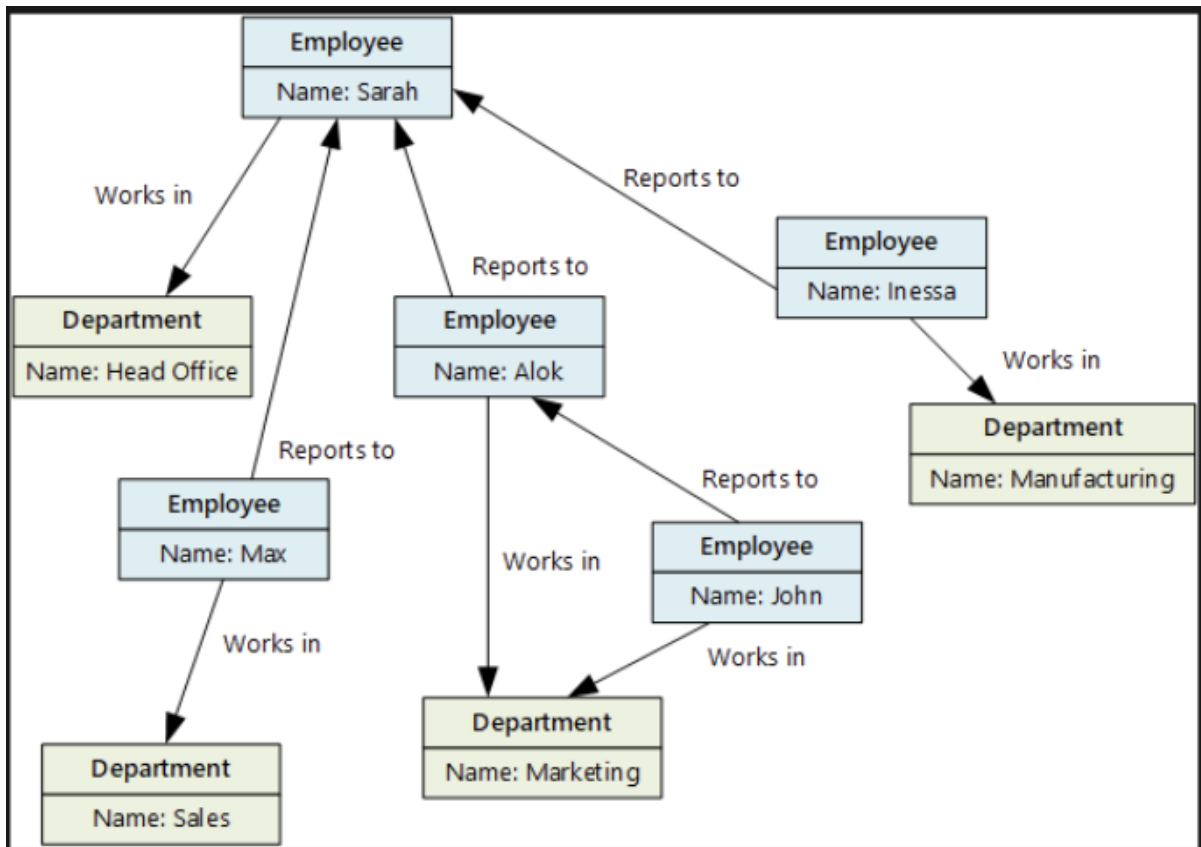 Employee
Name: Sarah
Works in
Reports to
Employee
Name: Inessa
Reports to
Department
Name: Head Office
Employee
Name: Alok
Works in
Department
Name: Manufacturing
Reports to
Employee
Name: Max
Reports to
Employee
Name: John
Works in
Works in
Works in
Department
Name: Marketing
Department
Name: Sales